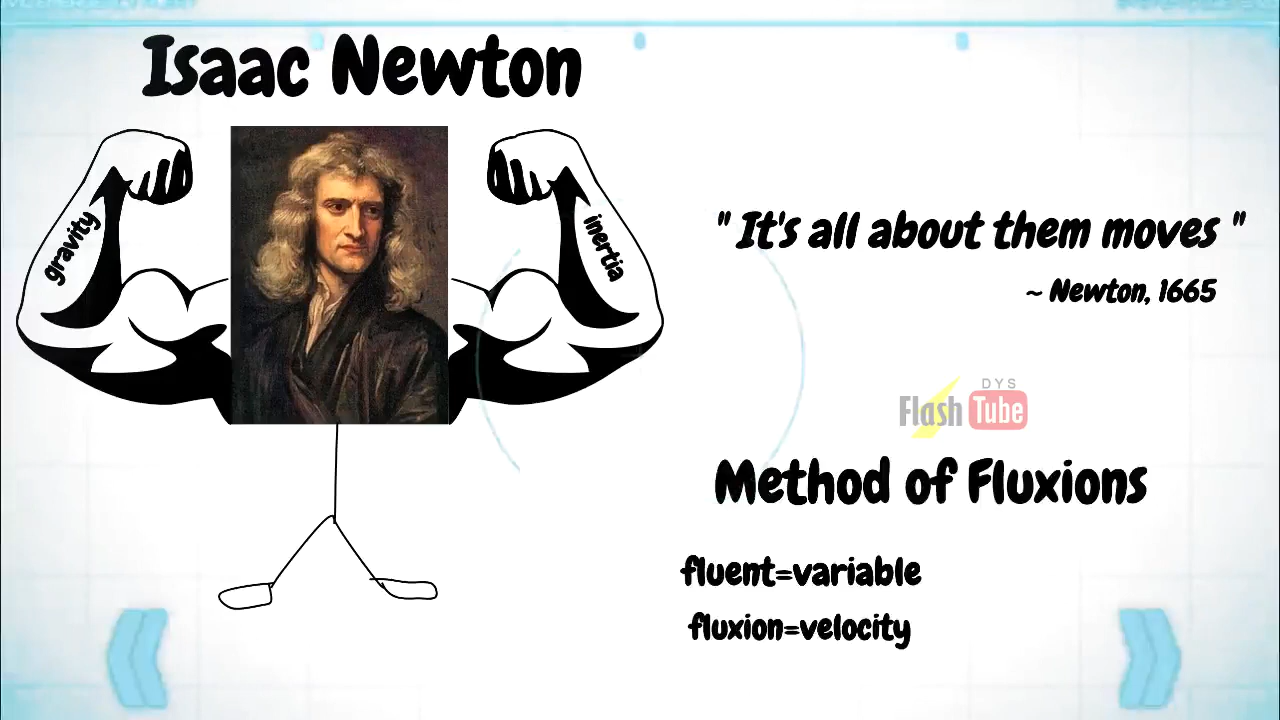 Isaac Newton
gravity
inertia
" It's all about them moves "
~ Newton, 1665
DYS
Flash Tube
Method of Fluxions
fluent=variable
fluxion=velocity